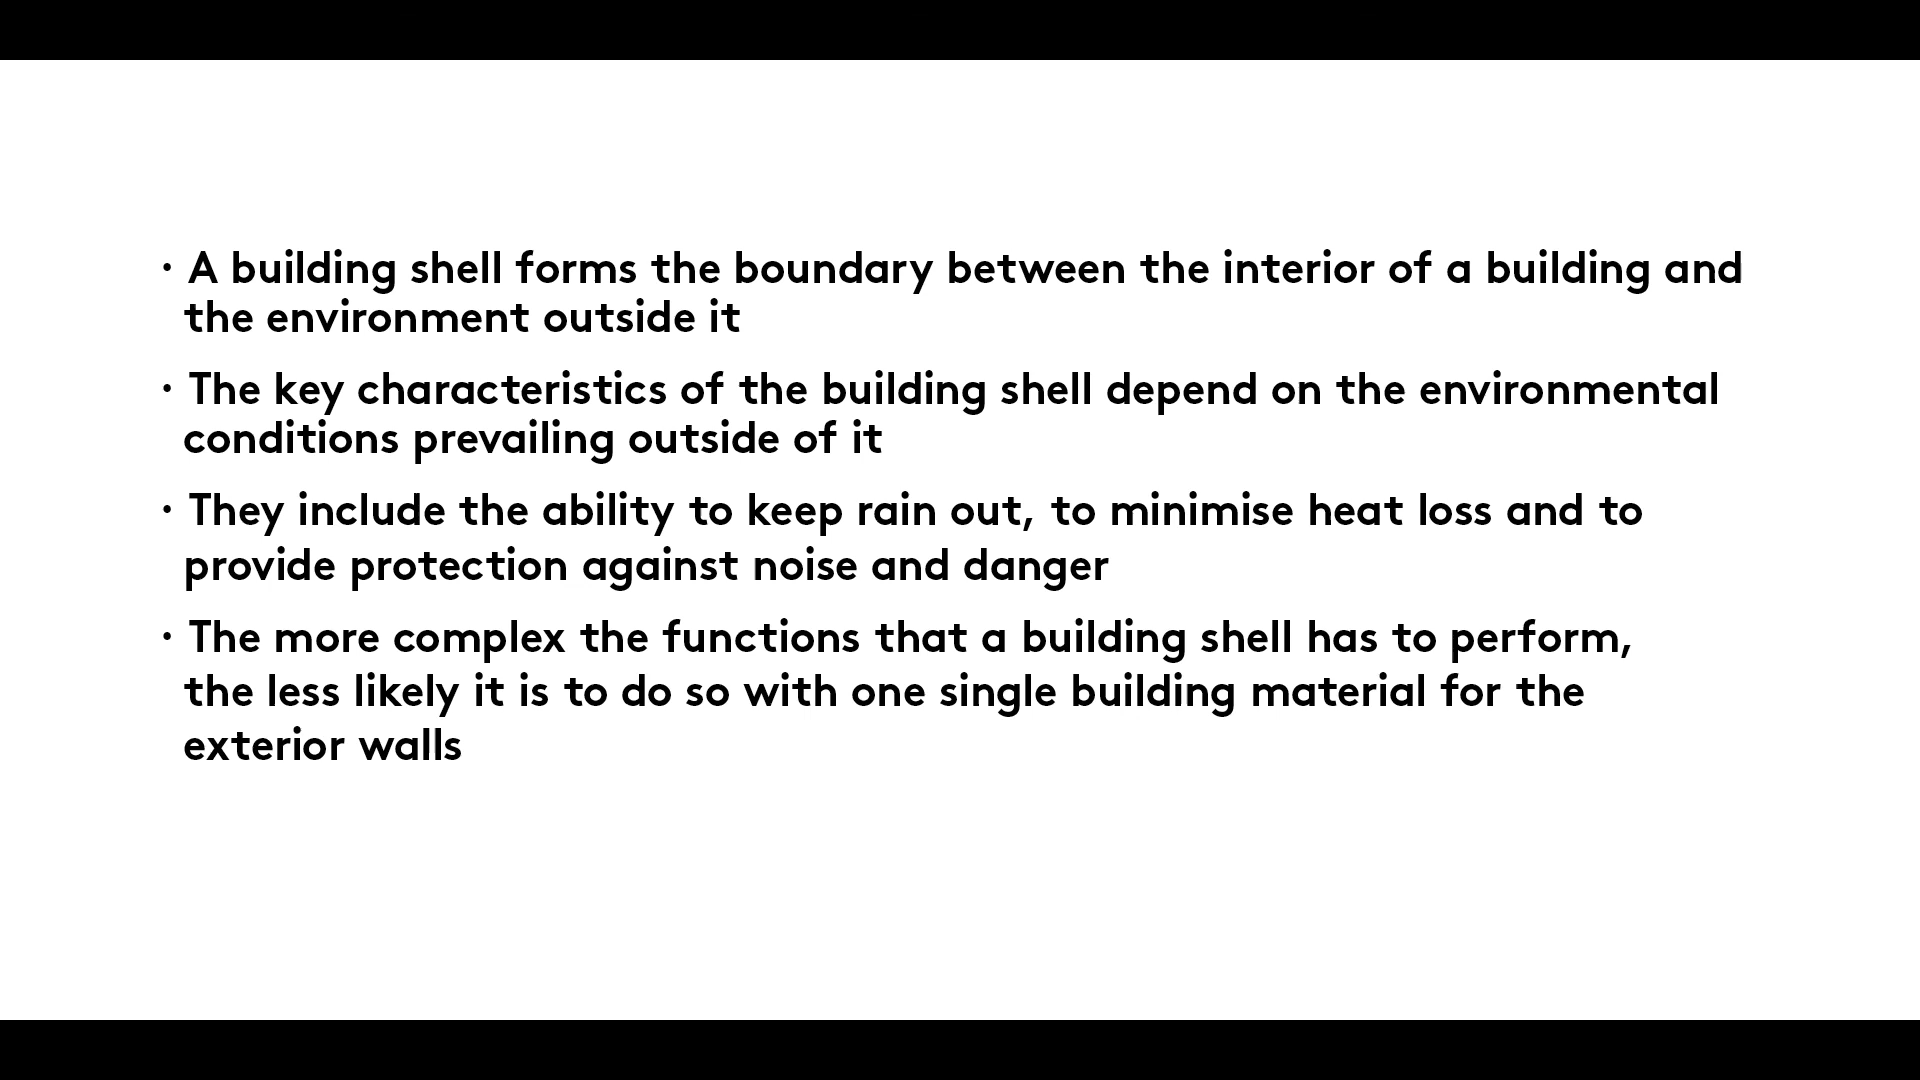 · A building shell forms the boundary between the interior of a building and
the environment outside it
· The key characteristics of the building shell depend on the environmental
conditions prevailing outside of it
· They include the ability to keep rain out, to minimise heat loss and to
provide protection against noise and danger
· The more complex the functions that a building shell has to perform,
the less likely it is to do so with one single building material for the
exterior walls